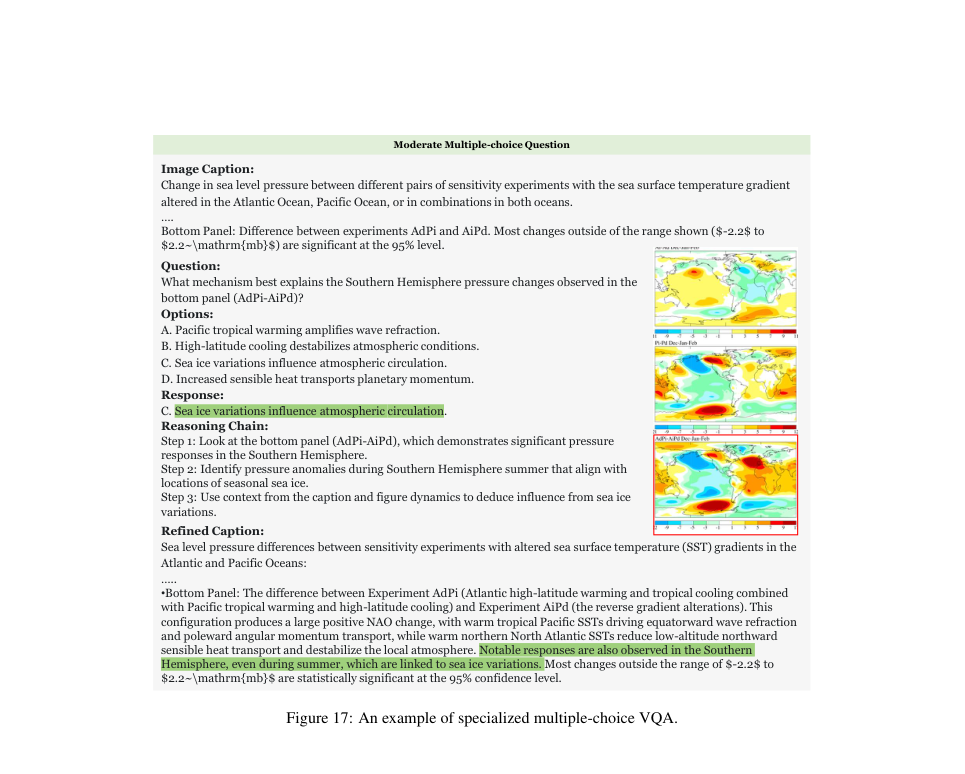 Moderate Multiple-choice Question
Image Caption:
Change in sea level pressure between different pairs of sensitivity experiments with the sea surface temperature gradient
altered in the Atlantic Ocean, Pacific Ocean, or in combinations in both oceans.
....
Bottom Panel: Difference between experiments AdPi and AiPd. Most changes outside of the range shown ($-2.2$ to
$2.2~\mathrm{mb}$) are significant at the 95% level.
Question:
What mechanism best explains the Southern Hemisphere pressure changes observed in the
bottom panel (AdPi-AiPd)?
Options:
A. Pacific tropical warming amplifies wave refraction.
B. High-latitude cooling destabilizes atmospheric conditions.
C. Sea ice variations influence atmospheric circulation.
D. Increased sensible heat transports planetary momentum.
Response:
C. Sea ice variations influence atmospheric circulation.
Reasoning Chain:
Step 1: Look at the bottom panel (AdPi-AiPd), which demonstrates significant pressure
responses in the Southern Hemisphere.
Step 2: Identify pressure anomalies during Southern Hemisphere summer that align with
locations of seasonal sea ice.
Step 3: Use context from the caption and figure dynamics to deduce influence from sea ice
variations.
Pi-Pd Dec-Jan-Feb
AdPi-AiPd Dec-Jan-Feb
Refined Caption:
Sea level pressure differences between sensitivity experiments with altered sea surface temperature (SST) gradients in the
Atlantic and Pacific Oceans:
.....
•Bottom Panel: The difference between Experiment AdPi (Atlantic high-latitude warming and tropical cooling combined
with Pacific tropical warming and high-latitude cooling) and Experiment AiPd (the reverse gradient alterations). This
configuration produces a large positive NAO change, with warm tropical Pacific SSTs driving equatorward wave refraction
and poleward angular momentum transport, while warm northern North Atlantic SSTs reduce low-altitude northward
sensible heat transport and destabilize the local atmosphere. Notable responses are also observed in the Southern
Hemisphere, even during summer, which are linked to sea ice variations. Most changes outside the range of $-2.2$ to
$2.2~\mathrm{mb}$ are statistically significant at the 95% confidence level.
Figure 17: An example of specialized multiple-choice VQA.